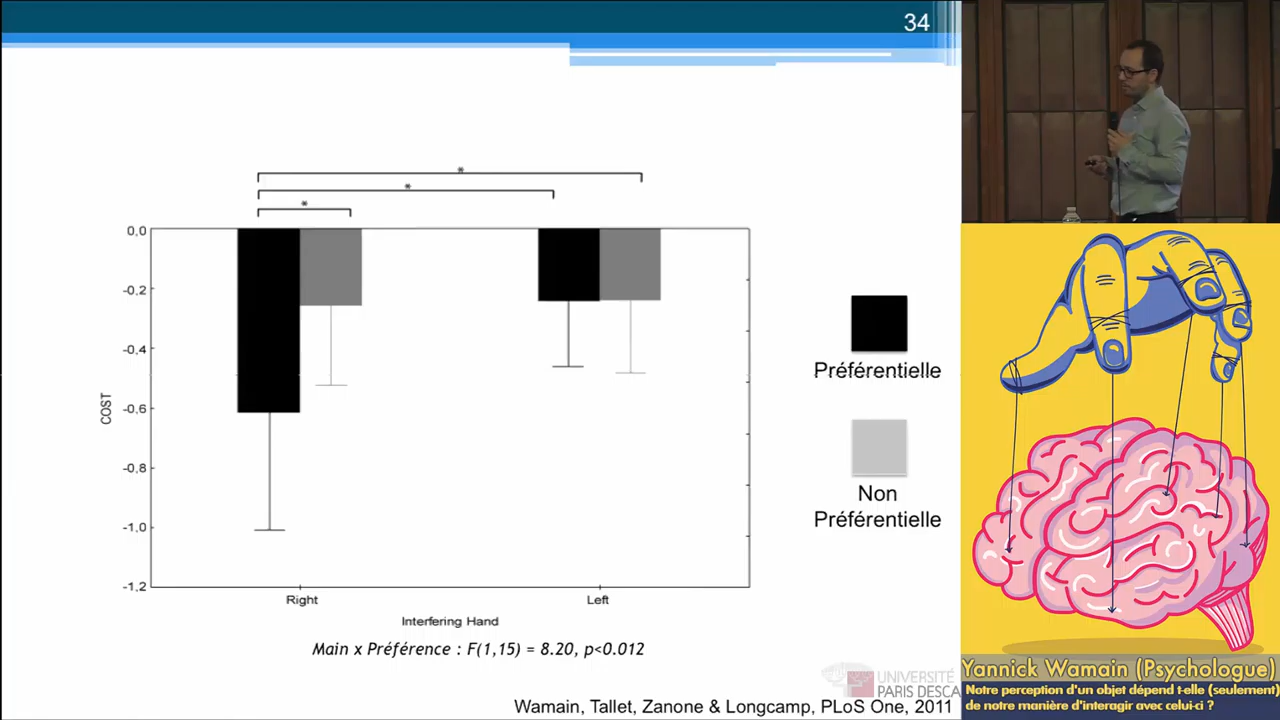 34
*
*
*
0,0
-0.2
-0.4
-0.6
-0.8
-1.0
-1.2
COST
Right
Left
Interfering Hand
Préférentielle
Non
Préférentielle
Main x Préférence : F(1,15) = 8.20, p<0.012
UNIVERSITÉ
PARIS DESCA
Wamain, Tallet, Zanone & Longcamp, PLoS One, 2011
Yannick Wamain (Psychologue)
Notre perception d'un objet dépend t-elle (seulement)
de notre manière d'interagir avec celui-ci ?